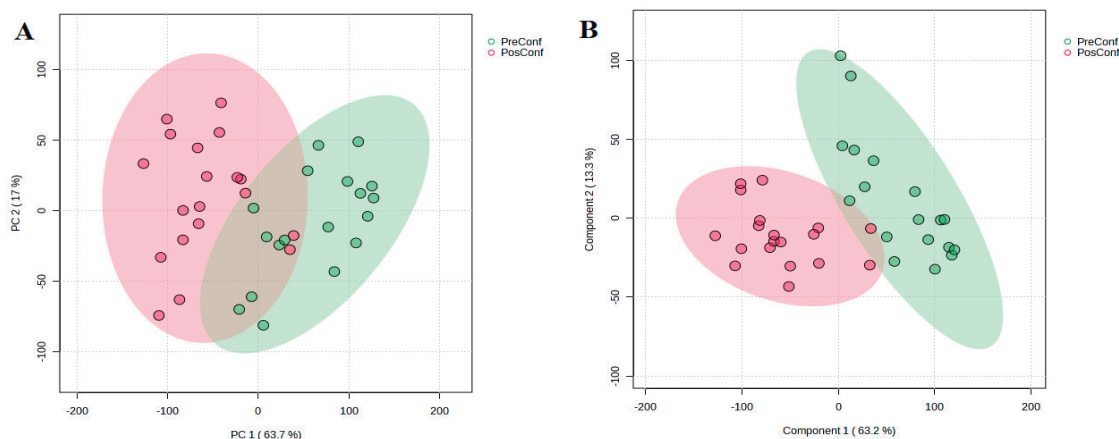 A
PreConf
PosConf
PC 2 ( 17 %)
100
50
0
-50
-100
-200
-100
0
100
200
PC 1 ( 63.7 %)
B
PreConf
PosConf
Component 2 ( 13.3 %)
100
50
0
-50
-100
-200
-100
0
100
200
Component 1 ( 63.2 %)